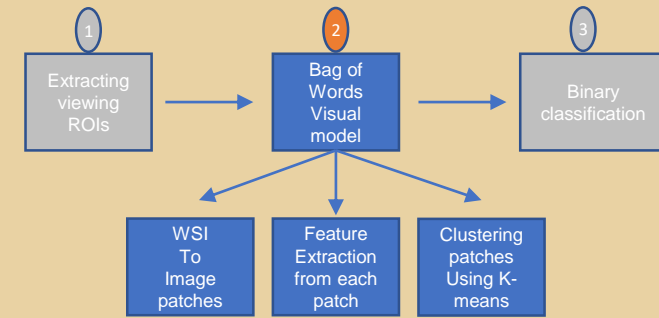 1
2
3
Extracting
viewing
ROIs
Bag of
Words
Visual
model
Binary
classification
WSI
To
Image
patches
Feature
Extraction
from each
patch
Clustering
patches
Using K-
means